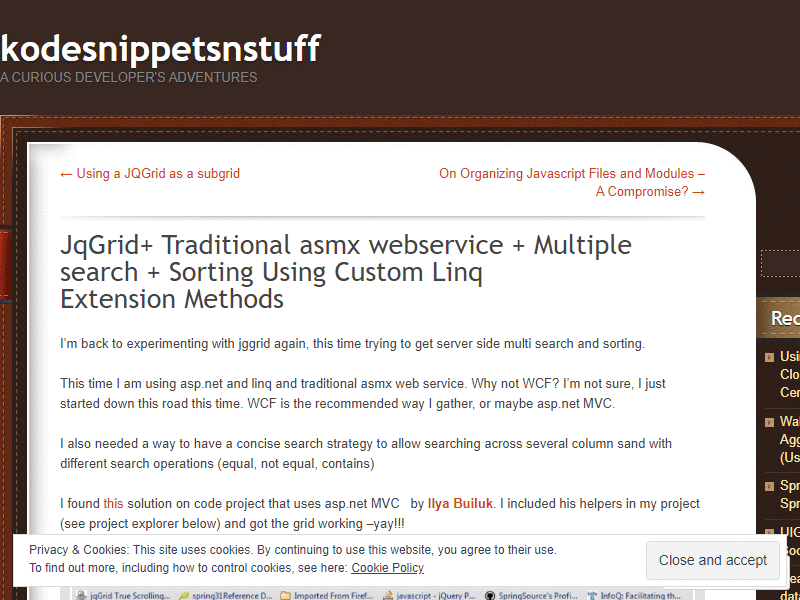 kodesnippetsnstuff
A CURIOUS DEVELOPER'S ADVENTURES
← Using a JQGrid as a subgrid
On Organizing Javascript Files and Modules –
A Compromise? →
JqGrid+ Traditional asmx webservice + Multiple
search + Sorting Using Custom Linq
Extension Methods
I'm back to experimenting with jggrid again, this time trying to get server side multi search and sorting.
This time I am using asp.net and linq and traditional asmx web service. Why not WCF? I'm not sure, I just
started down this road this time. WCF is the recommended way I gather, or maybe asp.net MVC.
I also needed a way to have a concise search strategy to allow searching across several column sand with
different search operations (equal, not equal, contains)
I found this solution on code project that uses asp.net MVC by Ilya Builuk. I included his helpers in my project
(see project explorer below) and got the grid working –yay!!!
Rec
Usi
Clo
Cer
Wal
Agg
(Us
Spr
Spr
UIG
Privacy & Cookies: This site uses cookies. By continuing to use this website, you agree to their use.
To find out more, including how to control cookies, see here: Cookie Policy
Close and accept
jqGrid True Scrolling... spring31Reference D... Imported From Firef... javascript - jQuery P... SpringSource's Profi... InfoQ: Facilitating th...